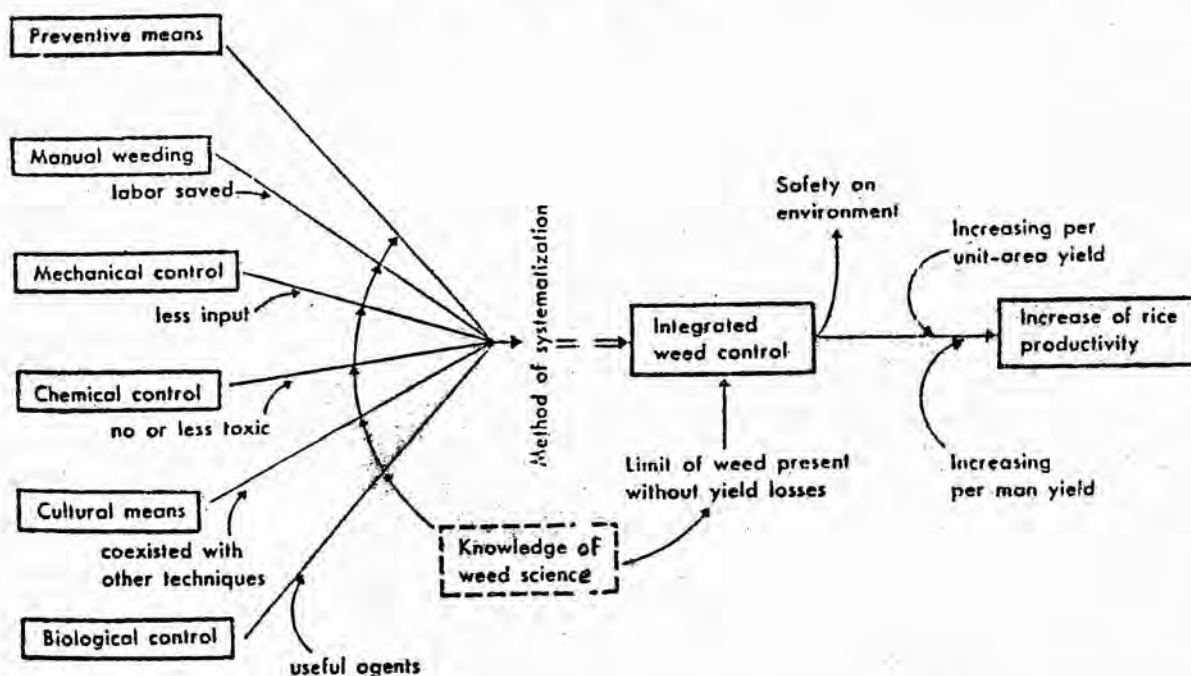 Preventive means
Manual weeding
labor saved
Mechanical control
less input
Chemical control
no or less toxic
Cultural means
coexisted with
other techniques
Biological control
useful agents
Method of systematization
Knowledge of
weed science
Integrated
weed control
Limit of weed present
without yield losses
Safety on
environment
Increasing per
unit-area yield
Increasing
per man yield
Increase of rice
productivity